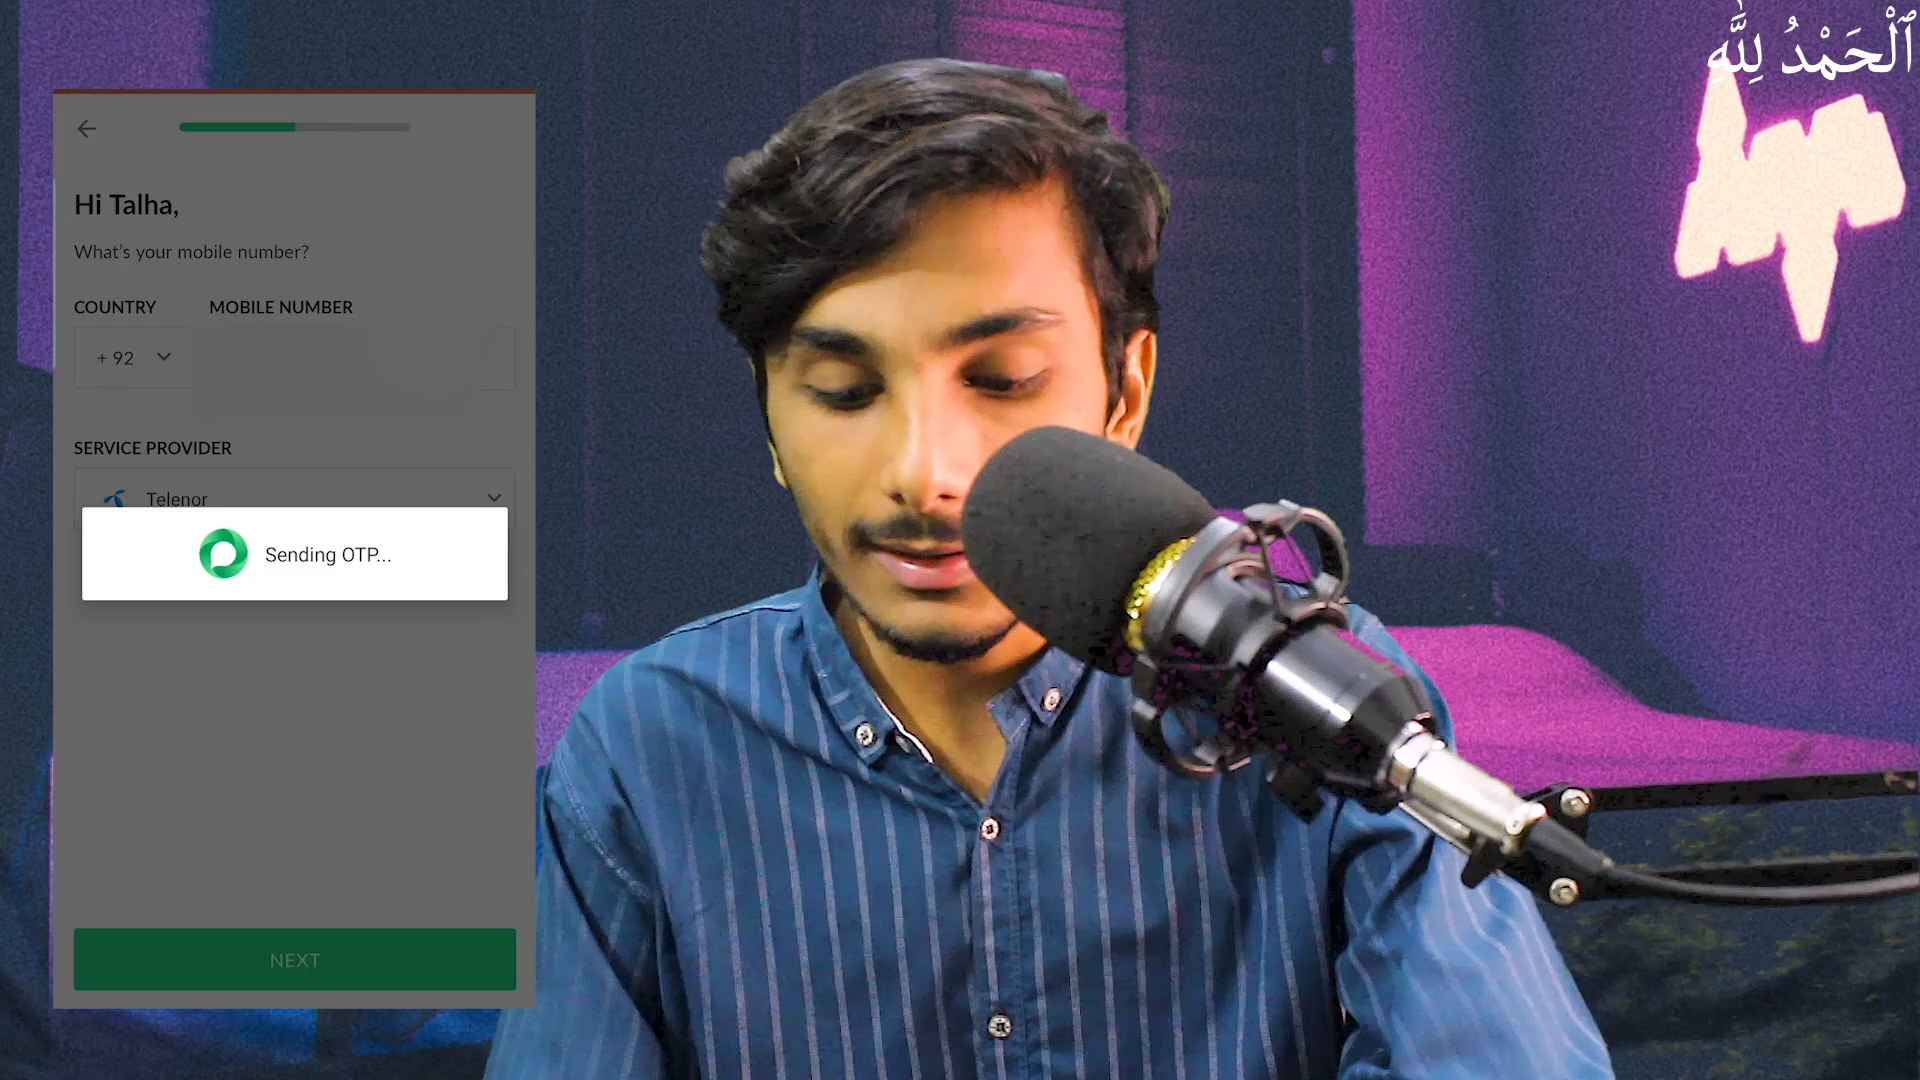 ٱلْحَمْدُ لِلَّٰهِ
Hi Talha,
What's your mobile number?
COUNTRY
MOBILE NUMBER
+ 92
SERVICE PROVIDER
Telenor
Sending OTP...
NEXT